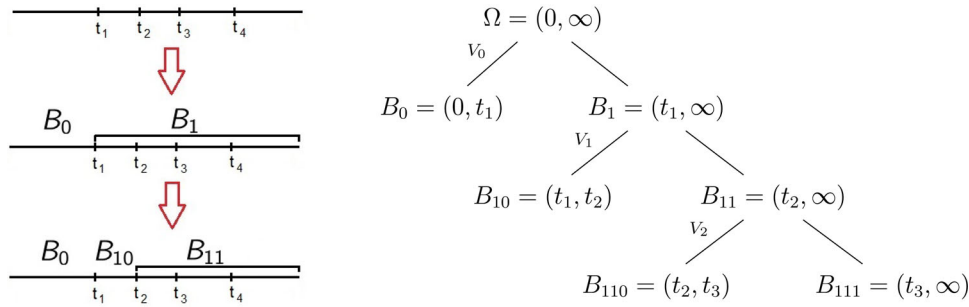 t₁ t₂ t₃ t₄
B₀ B₁
t₁ t₂ t₃ t₄
B₀ B₁₀ B₁₁
t₁ t₂ t₃ t₄
Ω = (0, ∞)
V₀
B₀ = (0, t₁) B₁ = (t₁, ∞)
V₁
B₁₀ = (t₁, t₂) B₁₁ = (t₂, ∞)
V₂
B₁₁₀ = (t₂, t₃) B₁₁₁ = (t₃, ∞)